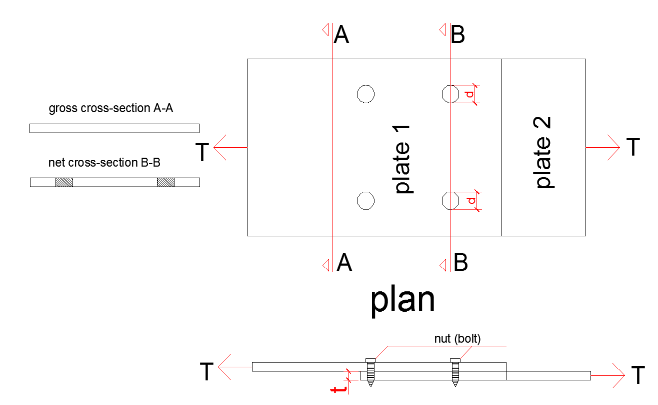 A
B
gross cross-section A-A
d
plate 1
plate 2
T
T
net cross-section B-B
d
A
B
plan
nut (bolt)
T
T
t